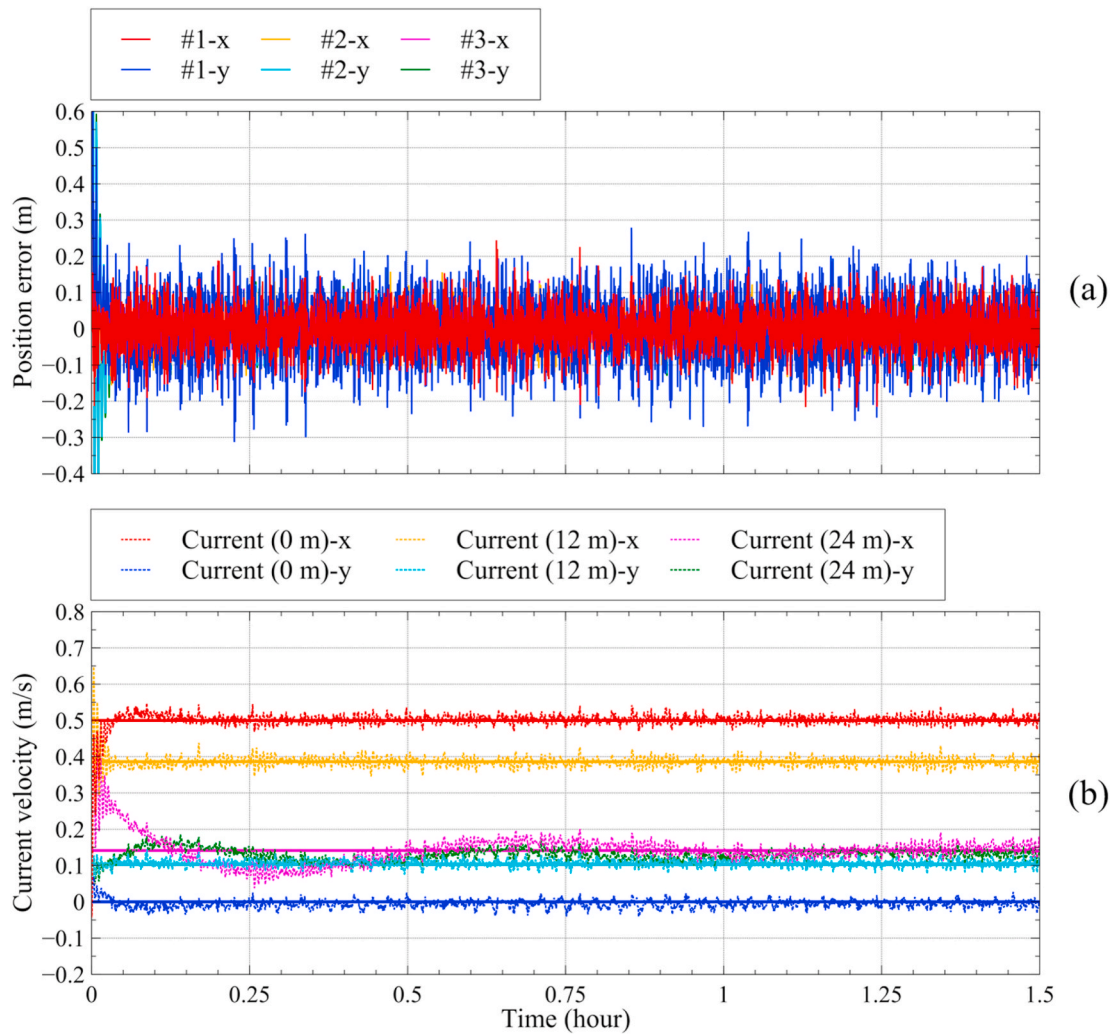 #1-x #2-x #3-x
#1-y #2-y #3-y
0.6
0.5
0.4
0.3
0.2
0.1
0
−0.1
−0.2
−0.3
−0.4
Position error (m)
(a)
Current (0 m)-x Current (12 m)-x Current (24 m)-x
Current (0 m)-y Current (12 m)-y Current (24 m)-y
0.8
0.7
0.6
0.5
0.4
0.3
0.2
0.1
0
−0.1
−0.2
Current velocity (m/s)
(b)
0 0.25 0.5 0.75 1 1.25 1.5
Time (hour)